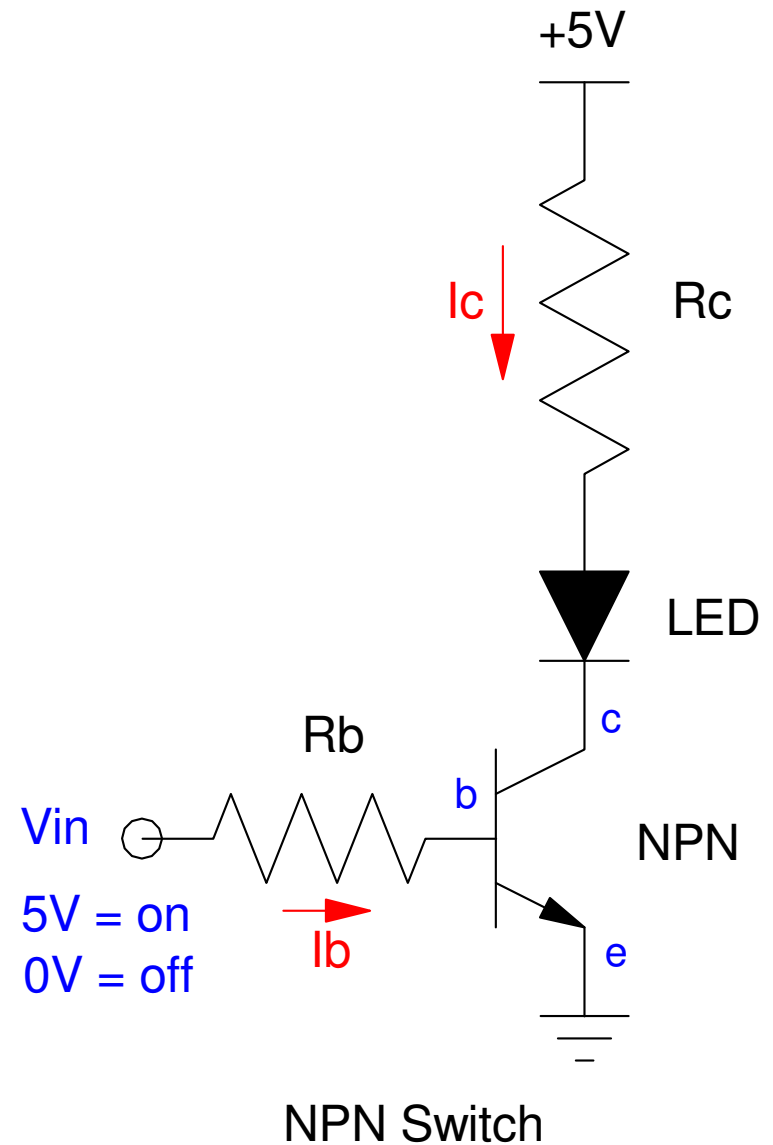 +5V
Ic
Rc
LED
c
Rb
b
Vin
NPN
5V = on
Ib
e
0V = off
NPN Switch